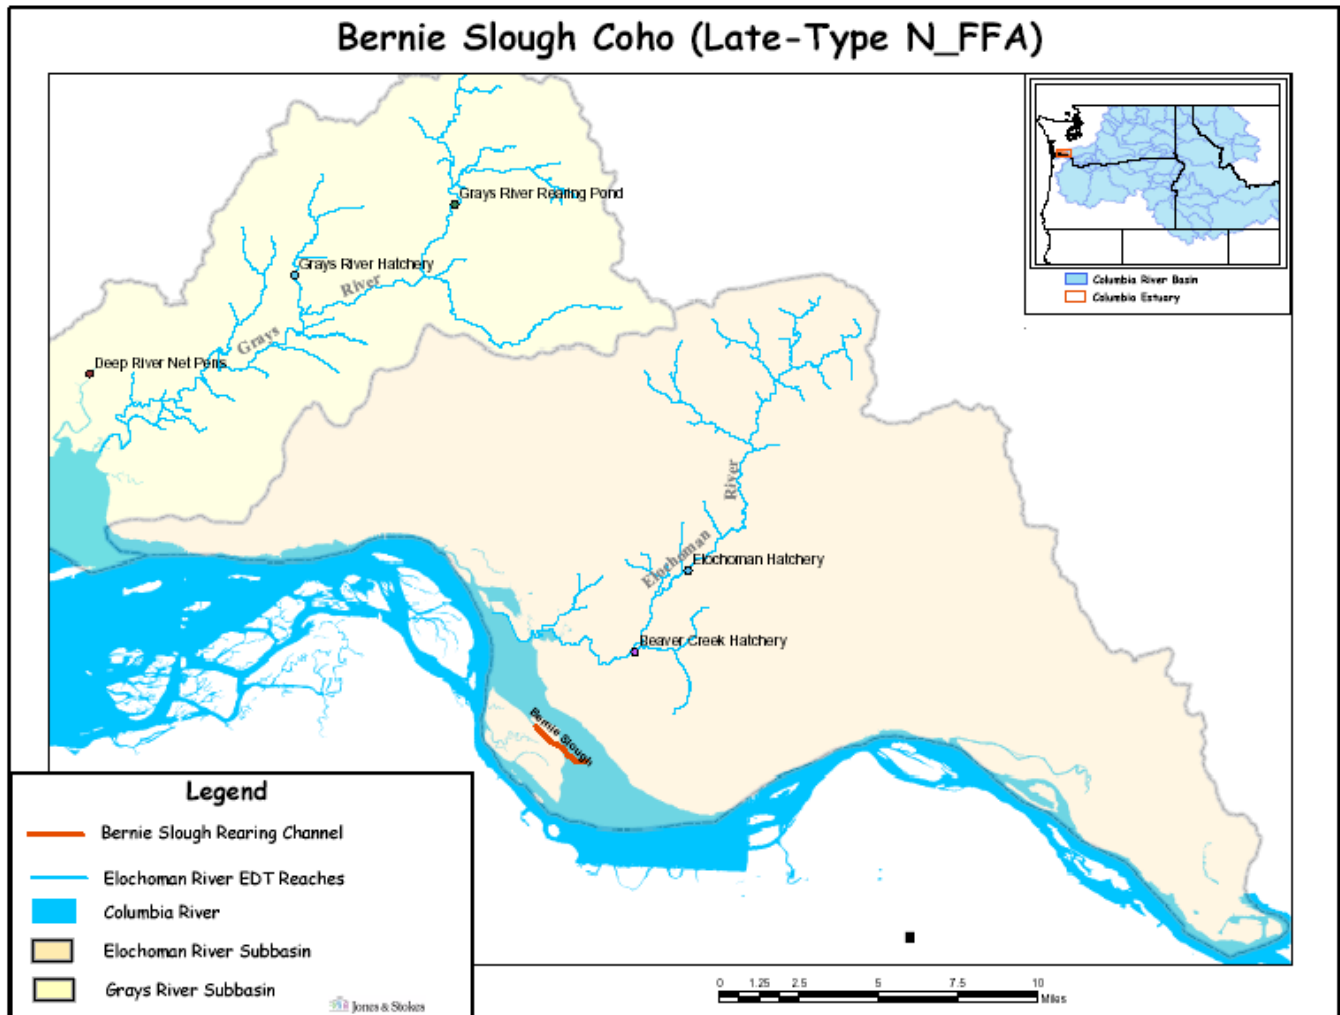 Bernie Slough Coho (Late-Type N_FFA)
Columbia River Basin
Columbia Estuary
Grays River Rearing Pond
Grays River Hatchery
River
Grays
Deep River Net Pens
River
Elochoman
Elochoman Hatchery
Beaver Creek Hatchery
Bernie Slough
Legend
Bernie Slough Rearing Channel
Elochoman River EDT Reaches
Columbia River
Elochoman River Subbasin
Grays River Subbasin
Jones & Stokes
0 1.25 2.5 5 7.5 10
Miles